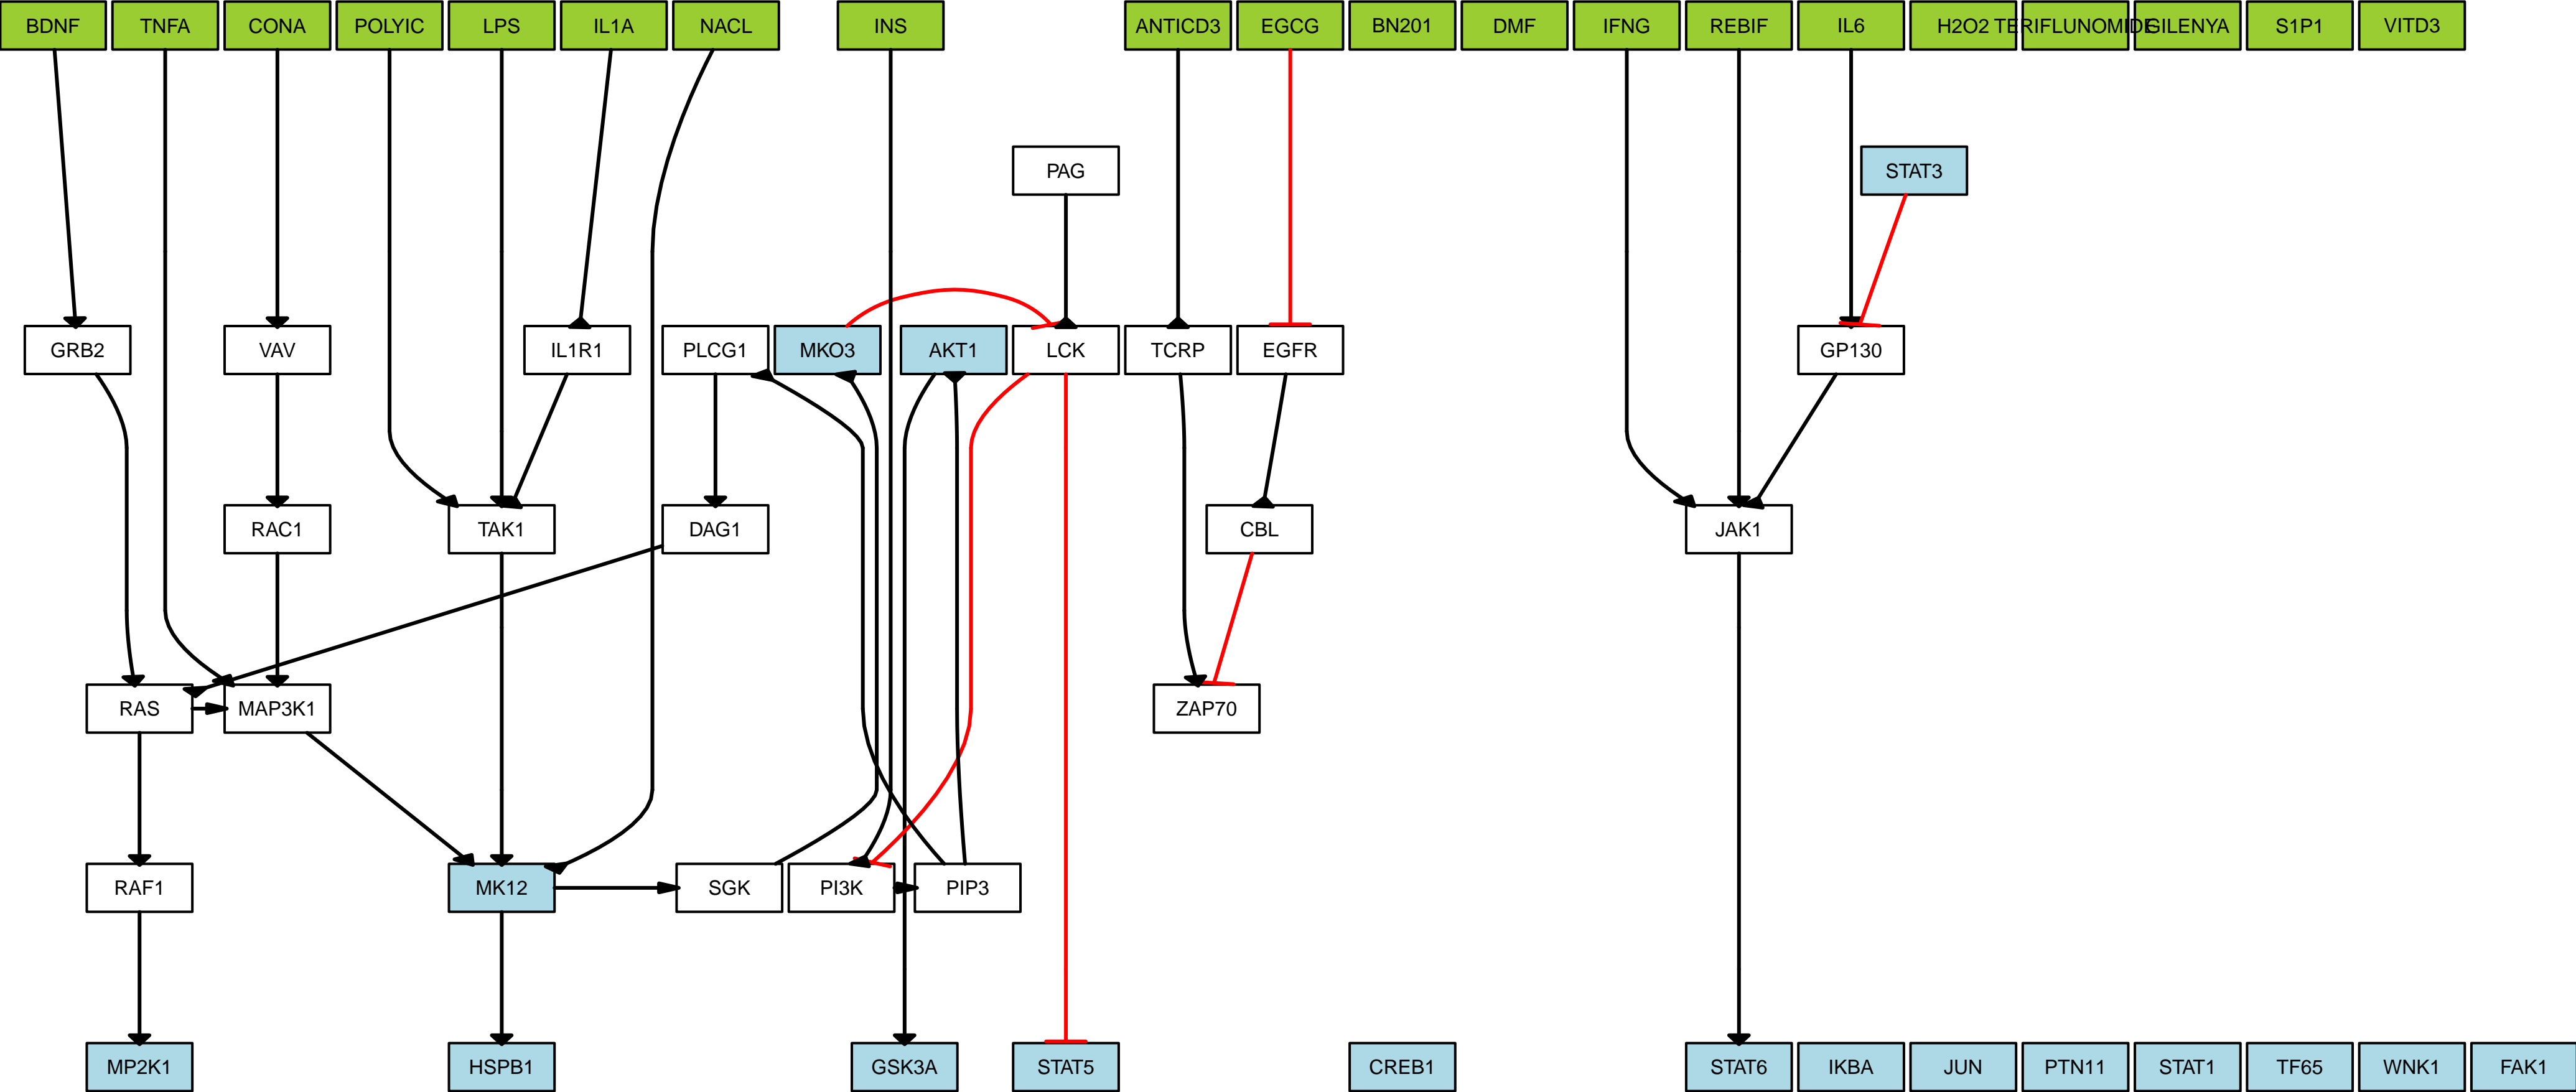 BDNF TNFA CONA POLYIC LPS IL1A NACL INS ANTICD3 EGCG BN201 DMF IFNG REBIF IL6 H2O2 TERIFLUNOMIDE GILENYA S1P1 VITD3
PAG STAT3
GRB2 VAV IL1R1 PLCG1 MKO3 AKT1 LCK TCRP EGFR GP130
RAC1 TAK1 DAG1 CBL JAK1
RAS MAP3K1 ZAP70
RAF1 MK12 SGK PI3K PIP3
MP2K1 HSPB1 GSK3A STAT5 CREB1 STAT6 IKBA JUN PTN11 STAT1 TF65 WNK1 FAK1